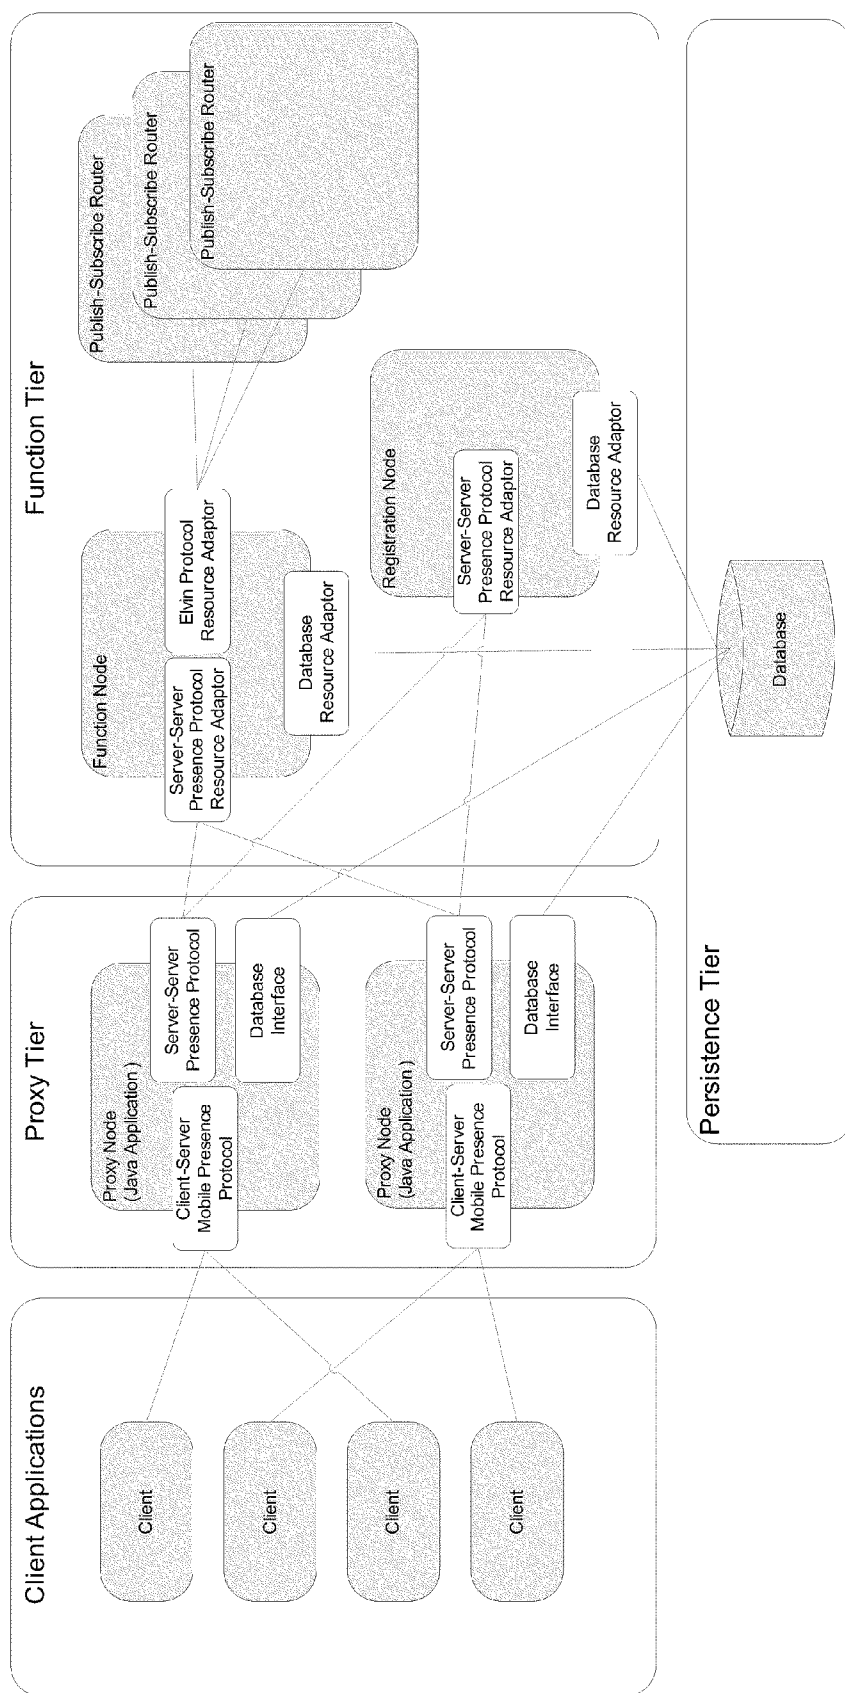 Client Applications
Client
Client
Client
Client
Proxy Tier
Proxy Node
(Java Application )
Client-Server
Mobile Presence
Protocol
Server-Server
Presence Protocol
Database
Interface
Proxy Node
(Java Application )
Client-Server
Mobile Presence
Protocol
Server-Server
Presence Protocol
Database
Interface
Function Tier
Function Node
Server-Server
Presence Protocol
Resource Adaptor
Elvin Protocol
Resource Adaptor
Database
Resource Adaptor
Publish-Subscribe Router
Publish-Subscribe Router
Publish-Subscribe Router
Registration Node
Server-Server
Presence Protocol
Resource Adaptor
Database
Resource Adaptor
Persistence Tier
Database